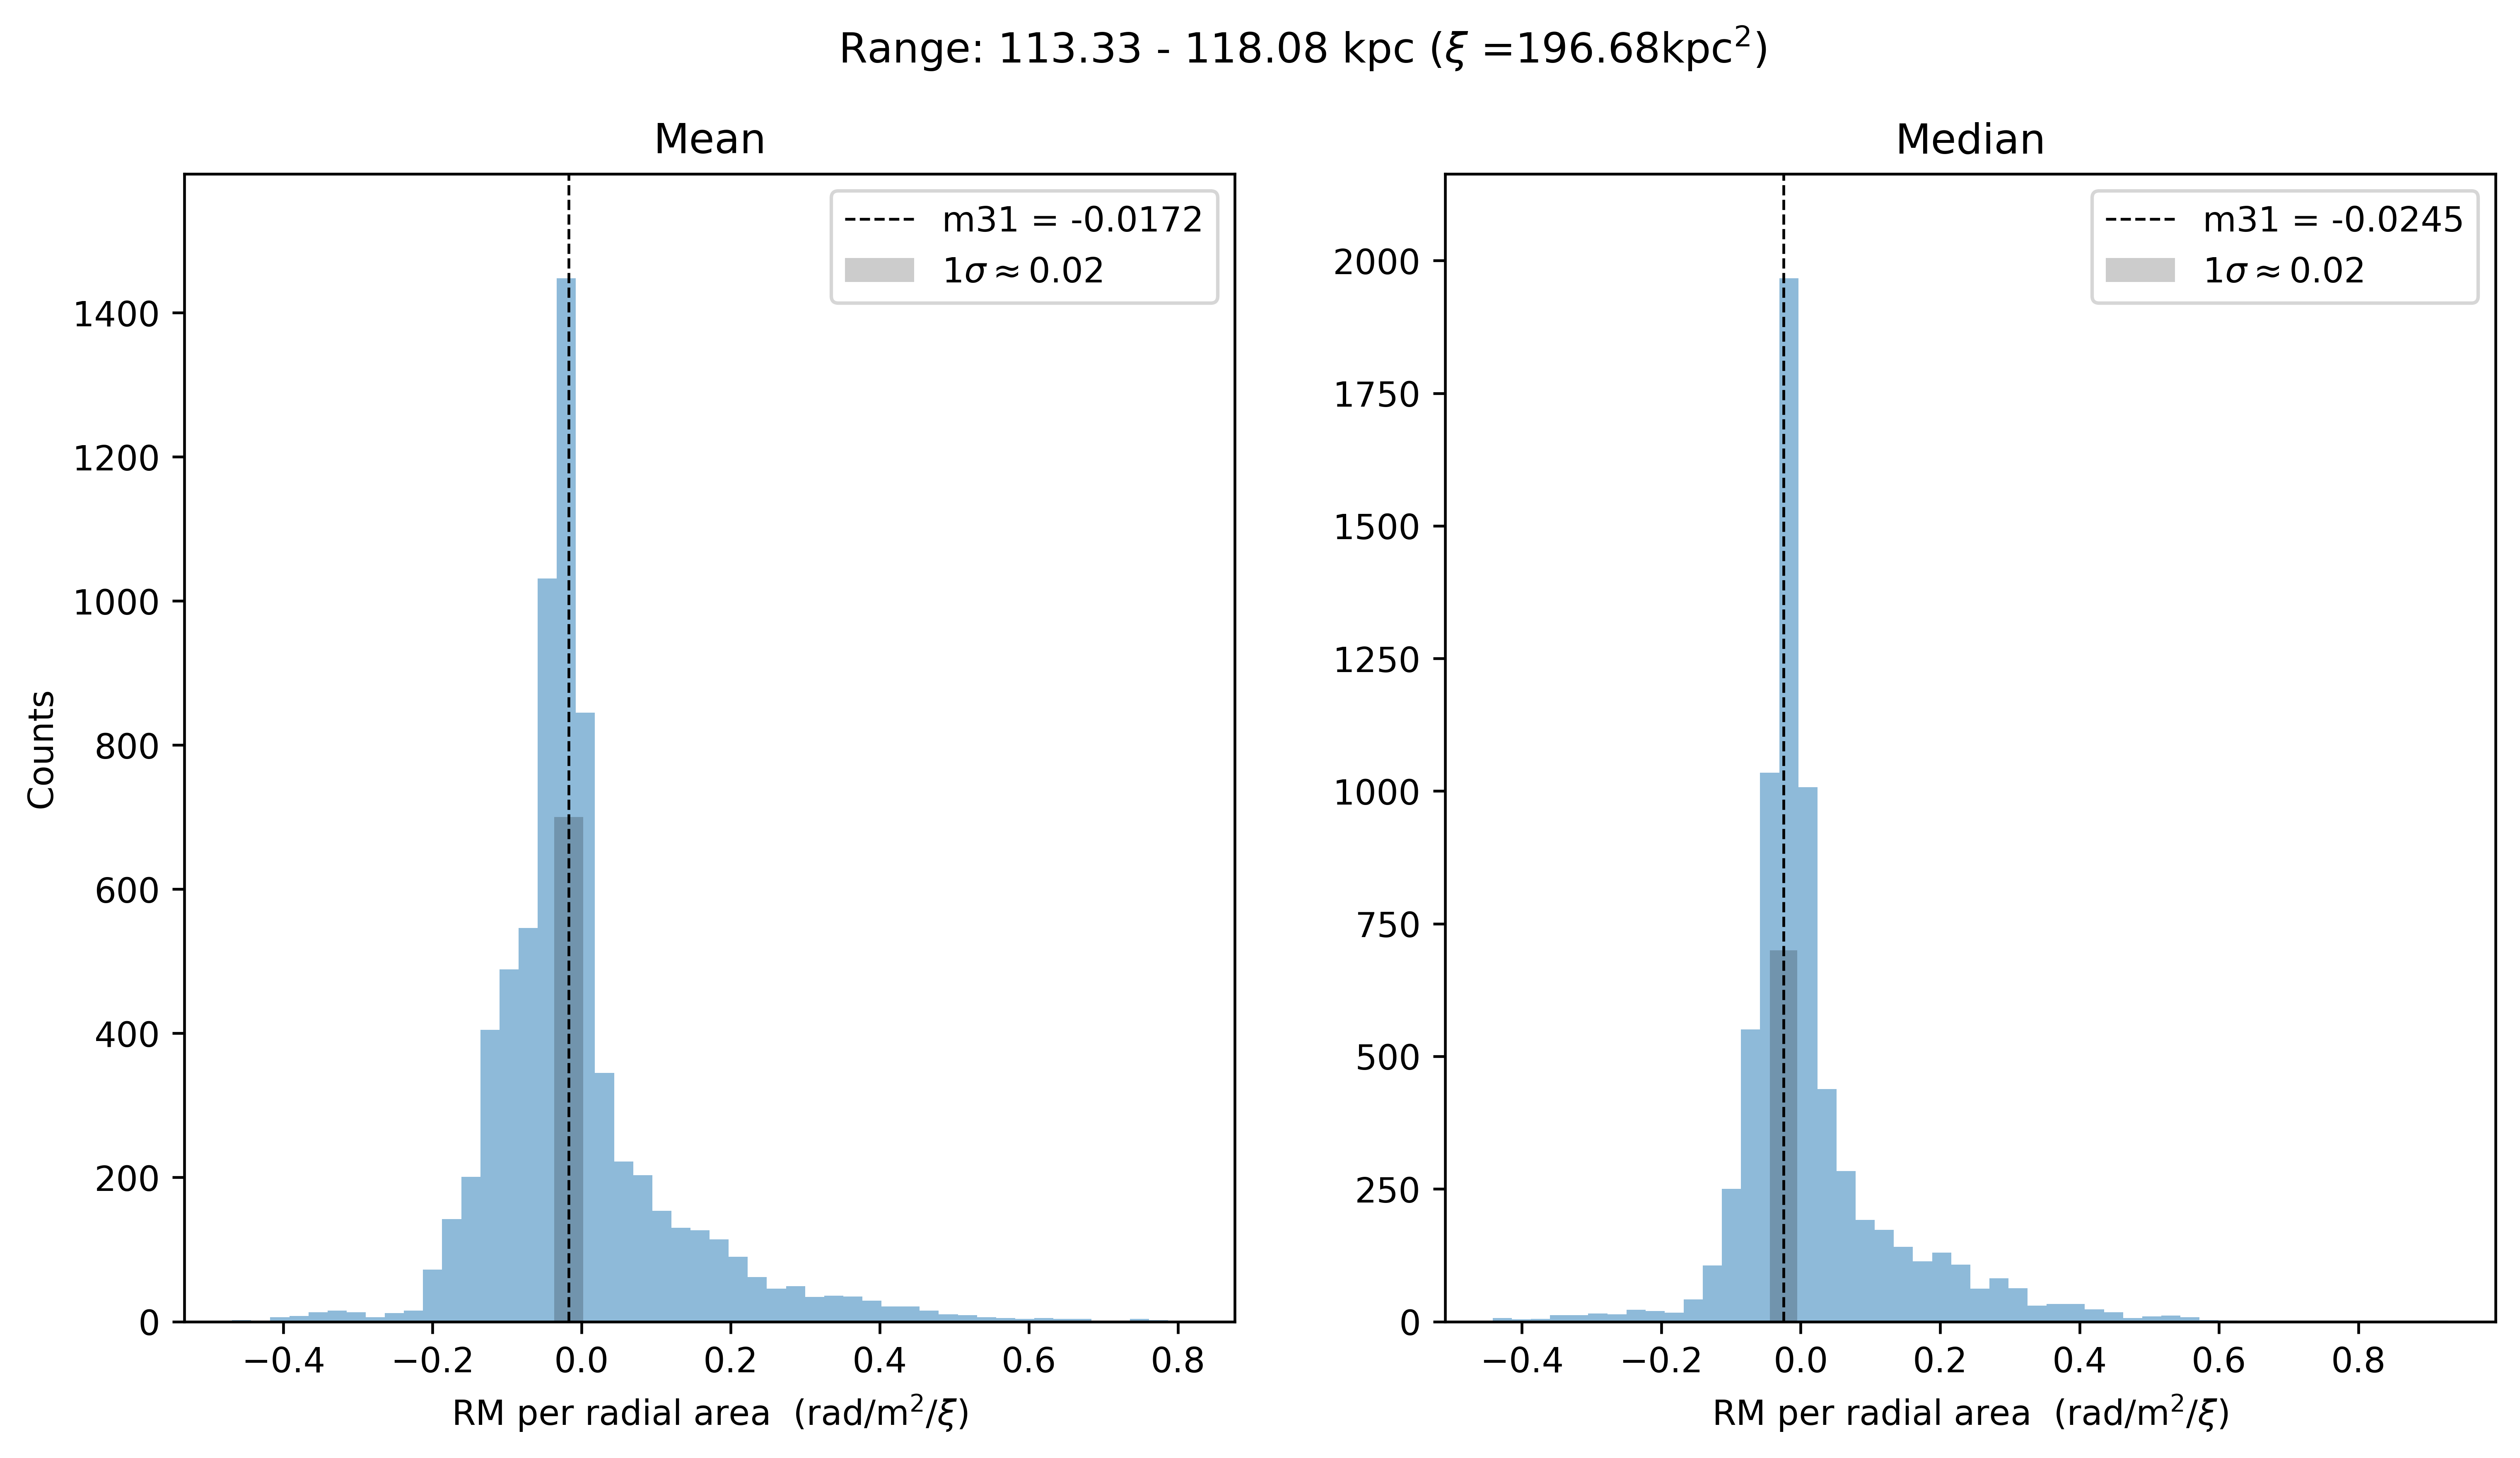 Range: 113.33 - 118.08 kpc (ξ =196.68kpc²)
Mean
m31 = -0.0172
1σ ≈ 0.02
Counts
1400
1200
1000
800
600
400
200
0
−0.4 −0.2 0.0 0.2 0.4 0.6 0.8
RM per radial area (rad/m²/ξ)
Median
m31 = -0.0245
1σ ≈ 0.02
2000
1750
1500
1250
1000
750
500
250
0
−0.4 −0.2 0.0 0.2 0.4 0.6 0.8
RM per radial area (rad/m²/ξ)